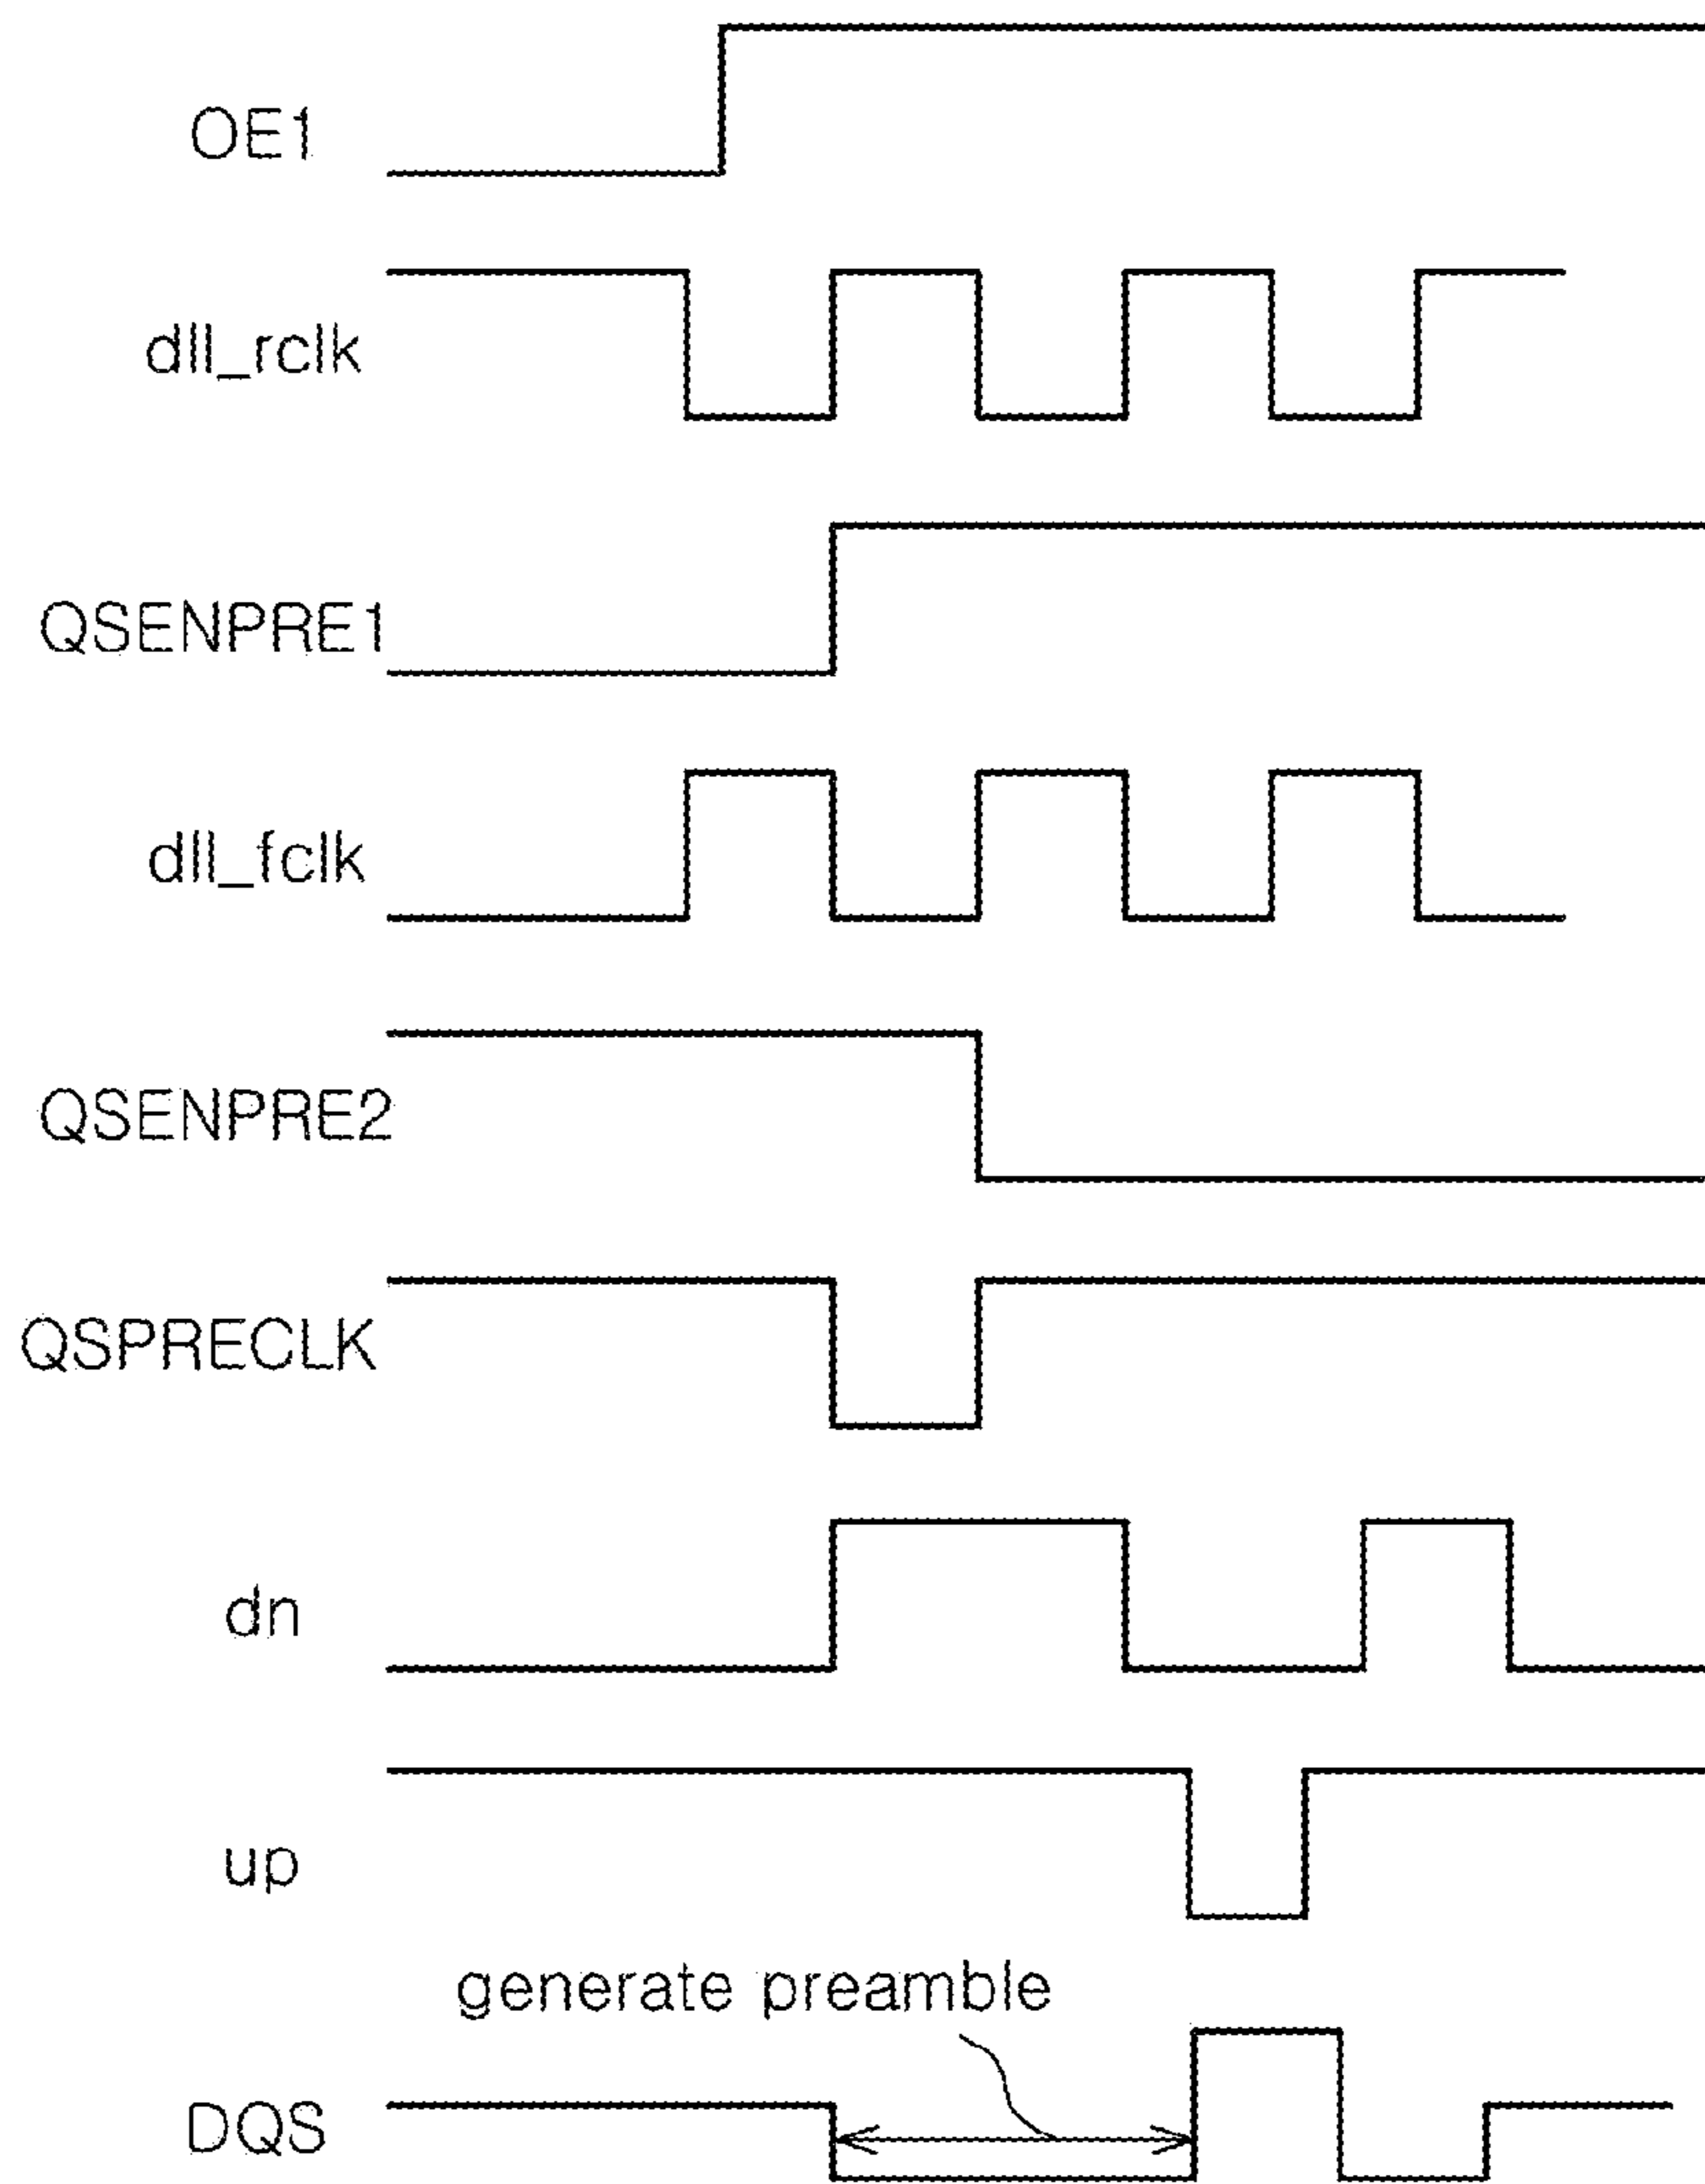 OE1
dll_rclk
QSENPRE1
dll_fclk
QSENPRE2
QSPRECLK
dn
up
generate preamble
DQS